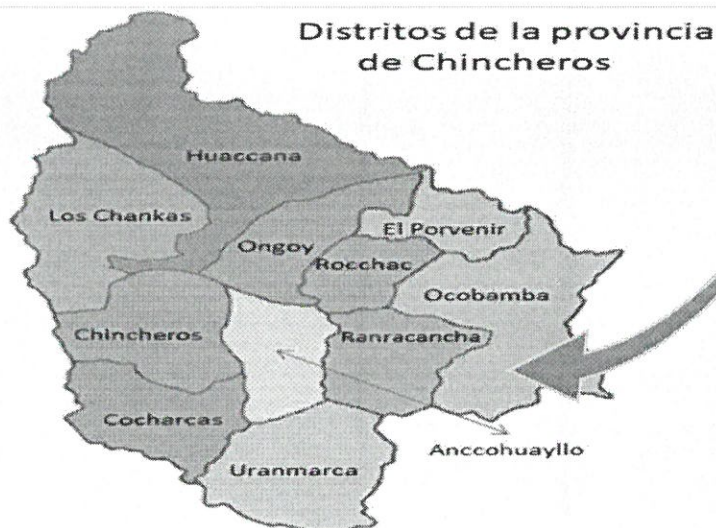 Distritos de la provincia
de Chincheros
Huaccana
Los Chankas
El Porvenir
Ongoy
Rocchac
Ocobamba
Chincheros
Ranracancha
Cocharcas
Anccohuayllo
Uranmarca